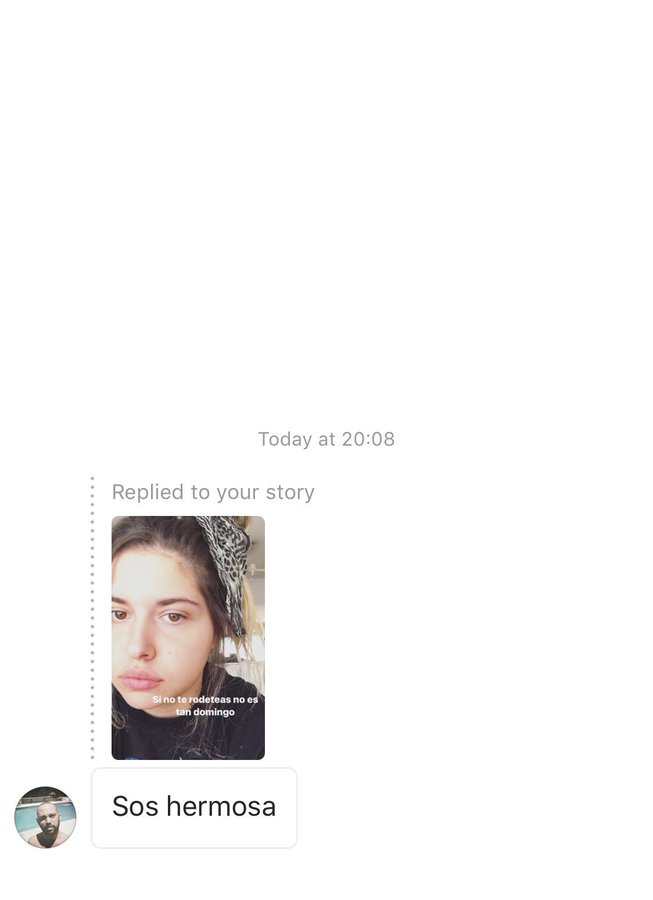 Today at 20:08
Replied to your story
Si no te rodeteas no es
tan domingo
Sos hermosa